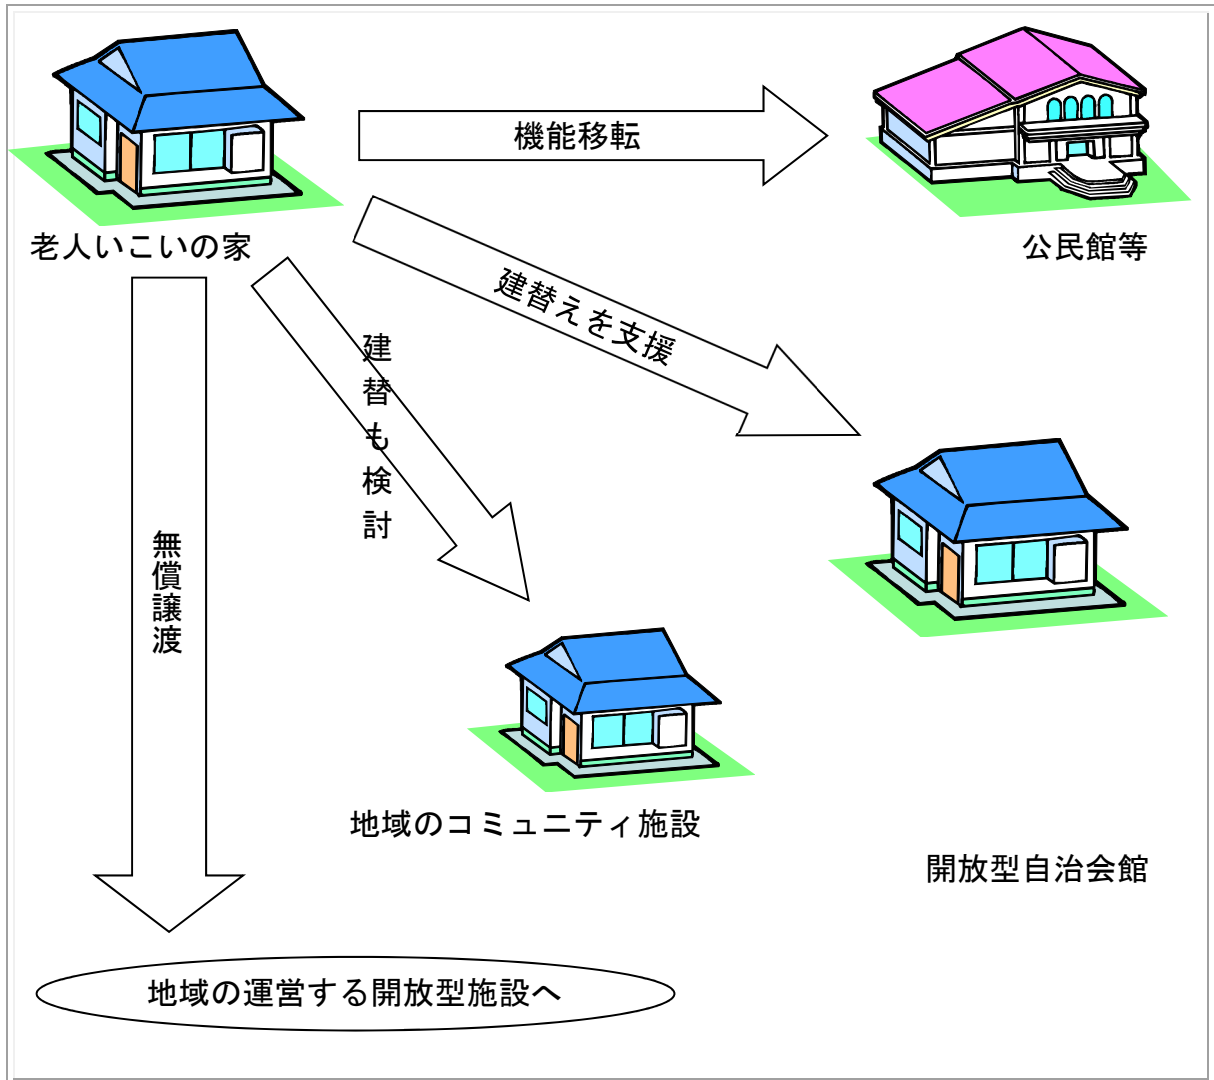 機能移転
老人いこいの家
公民館等
建替えを支援
建替も検討
無償譲渡
地域のコミュニティ施設
開放型自治会館
地域の運営する開放型施設へ